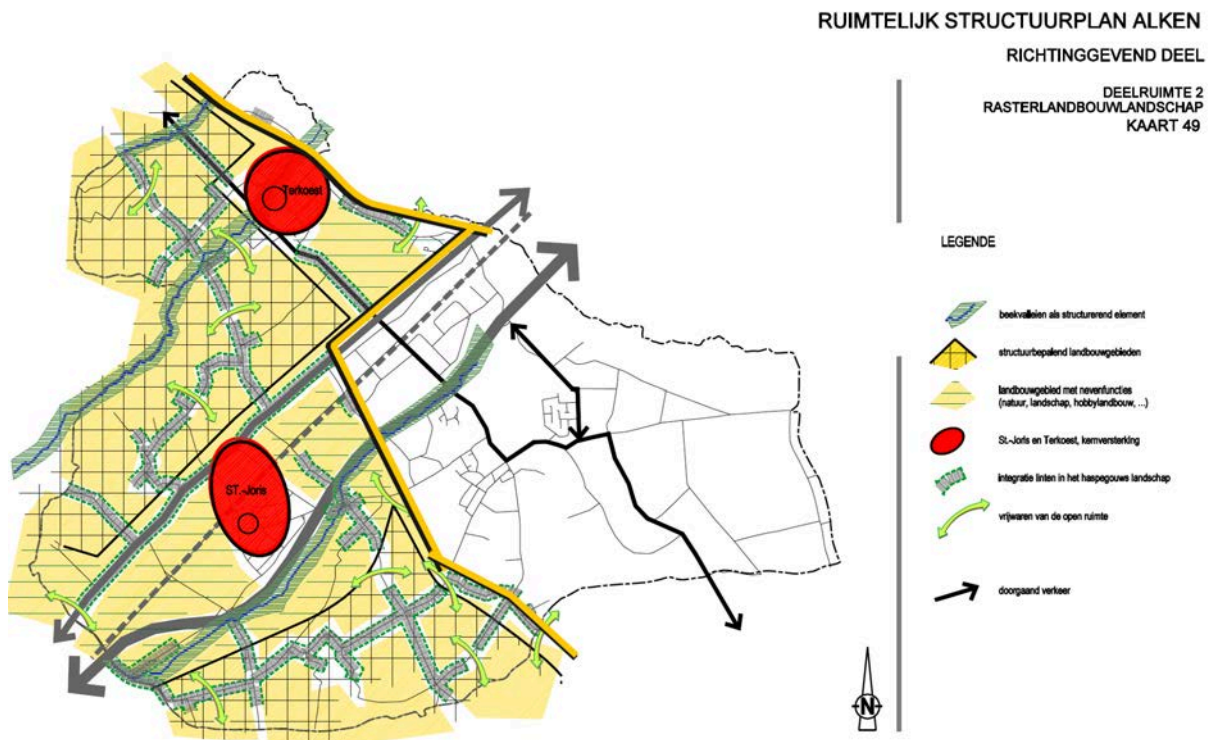 RUIMTELIJK STRUCTUURPLAN ALKEN
RICHTINGGEVEND DEEL
DEELRUIMTE 2
RASTERLANDBOUWLANDSCHAP
KAART 49
Terkoest
ST.-Joris
LEGENDE
beekvalleien als structurerend element
structuurbepalend landbouwgebieden
landbouwgebied met nevenfuncties
(natuur, landschap, hobbylandbouw, ...)
St.-Joris en Terkoest, kernversterking
integratie linten in het haspegouws landschap
vrijwaren van de open ruimte
doorgaand verkeer
N